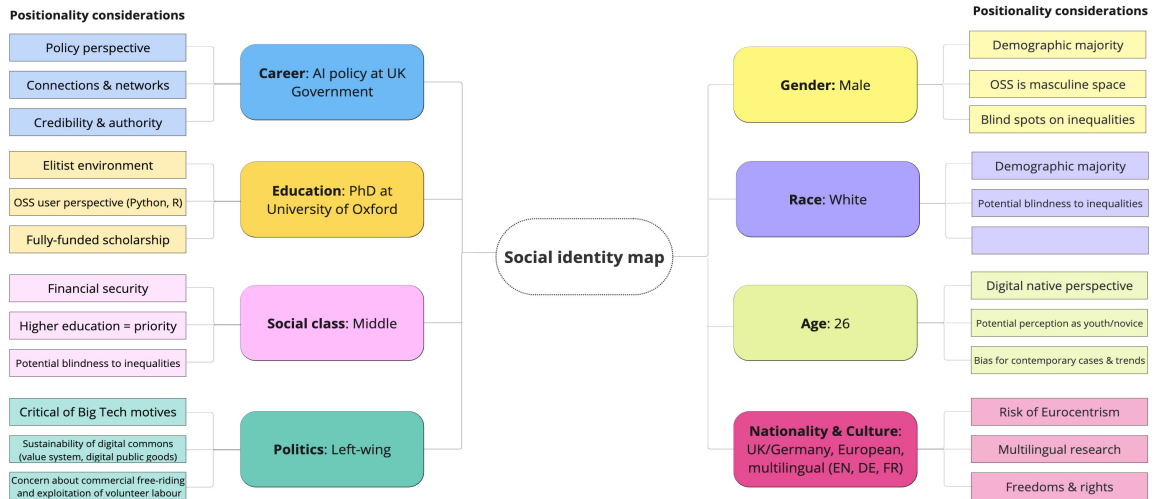 Positionality considerations
Policy perspective
Connections & networks
Credibility & authority
Career: AI policy at UK
Government
Elitist environment
OSS user perspective (Python, R)
Fully-funded scholarship
Education: PhD at
University of Oxford
Financial security
Higher education = priority
Potential blindness to inequalities
Social class: Middle
Critical of Big Tech motives
Sustainability of digital commons
(value system, digital public goods)
Concern about commercial free-riding
and exploitation of volunteer labour
Politics: Left-wing
Social identity map
Positionality considerations
Gender: Male
Demographic majority
OSS is masculine space
Blind spots on inequalities
Race: White
Demographic majority
Potential blindness to inequalities
Age: 26
Digital native perspective
Potential perception as youth/novice
Bias for contemporary cases & trends
Nationality & Culture:
UK/Germany, European,
multilingual (EN, DE, FR)
Risk of Eurocentrism
Multilingual research
Freedoms & rights